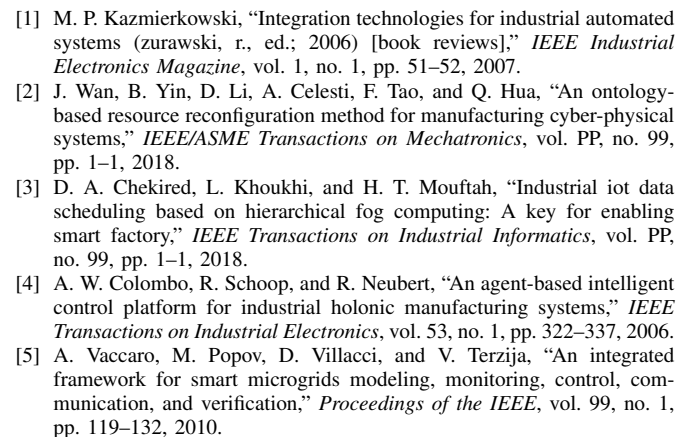 [1] M. P. Kazmierkowski, “Integration technologies for industrial automated
systems (zurawski, r., ed.; 2006) [book reviews],” IEEE Industrial
Electronics Magazine, vol. 1, no. 1, pp. 51–52, 2007.
[2] J. Wan, B. Yin, D. Li, A. Celesti, F. Tao, and Q. Hua, “An ontology-
based resource reconfiguration method for manufacturing cyber-physical
systems,” IEEE/ASME Transactions on Mechatronics, vol. PP, no. 99,
pp. 1–1, 2018.
[3] D. A. Chekired, L. Khoukhi, and H. T. Mouftah, “Industrial iot data
scheduling based on hierarchical fog computing: A key for enabling
smart factory,” IEEE Transactions on Industrial Informatics, vol. PP,
no. 99, pp. 1–1, 2018.
[4] A. W. Colombo, R. Schoop, and R. Neubert, “An agent-based intelligent
control platform for industrial holonic manufacturing systems,” IEEE
Transactions on Industrial Electronics, vol. 53, no. 1, pp. 322–337, 2006.
[5] A. Vaccaro, M. Popov, D. Villacci, and V. Terzija, “An integrated
framework for smart microgrids modeling, monitoring, control, com-
munication, and verification,” Proceedings of the IEEE, vol. 99, no. 1,
pp. 119–132, 2010.